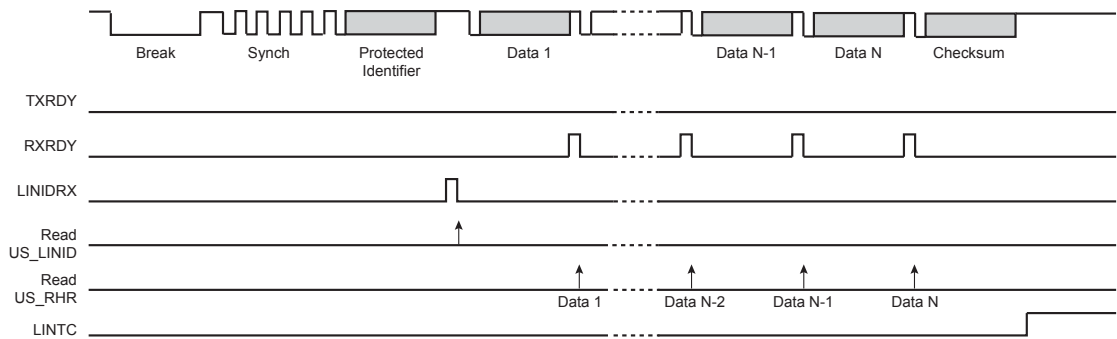 Break
Synch
Protected
Identifier
Data 1
Data N-1
Data N
Checksum
TXRDY
RXRDY
LINIDRX
Read
US_LINID
Read
US_RHR
Data 1
Data N-2
Data N-1
Data N
LINTC